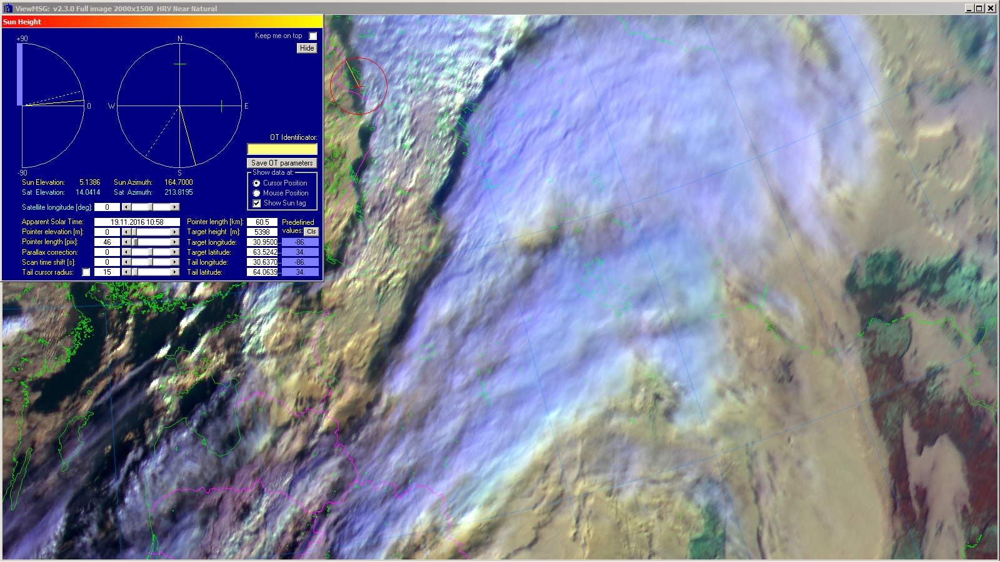 ViewMSG: v2.3.0 Full image 2000x1500 HRV Near Natural
Sun Height
Keep me on top
Hide
+90
0
-90
N
W
E
S
OT Identificator:
Save OT parameters
Show data at:
Cursor Position
Mouse Position
Show Sun tag
Sun Elevation: 5.1386 Sun Azimuth: 164.7000
Sat Elevation: 14.0414 Sat Azimuth: 213.8195
Satellite longitude [deg]: 0
Apparent Solar Time: 19.11.2016 10:58 Pointer length [km]: 60.5 Predefined
Pointer elevation [m]: 0 Target height [m]: 5398 values: Cls
Pointer length [pix]: 46 Target longitude: 30.9500 -86.
Parallax correction: 0 Target latitude: 63.5242 34.
Scan time shift [s]: 0 Tail longitude: 30.6370 -86.
Tail cursor radius: 15 Tail latitude: 64.0639 34.